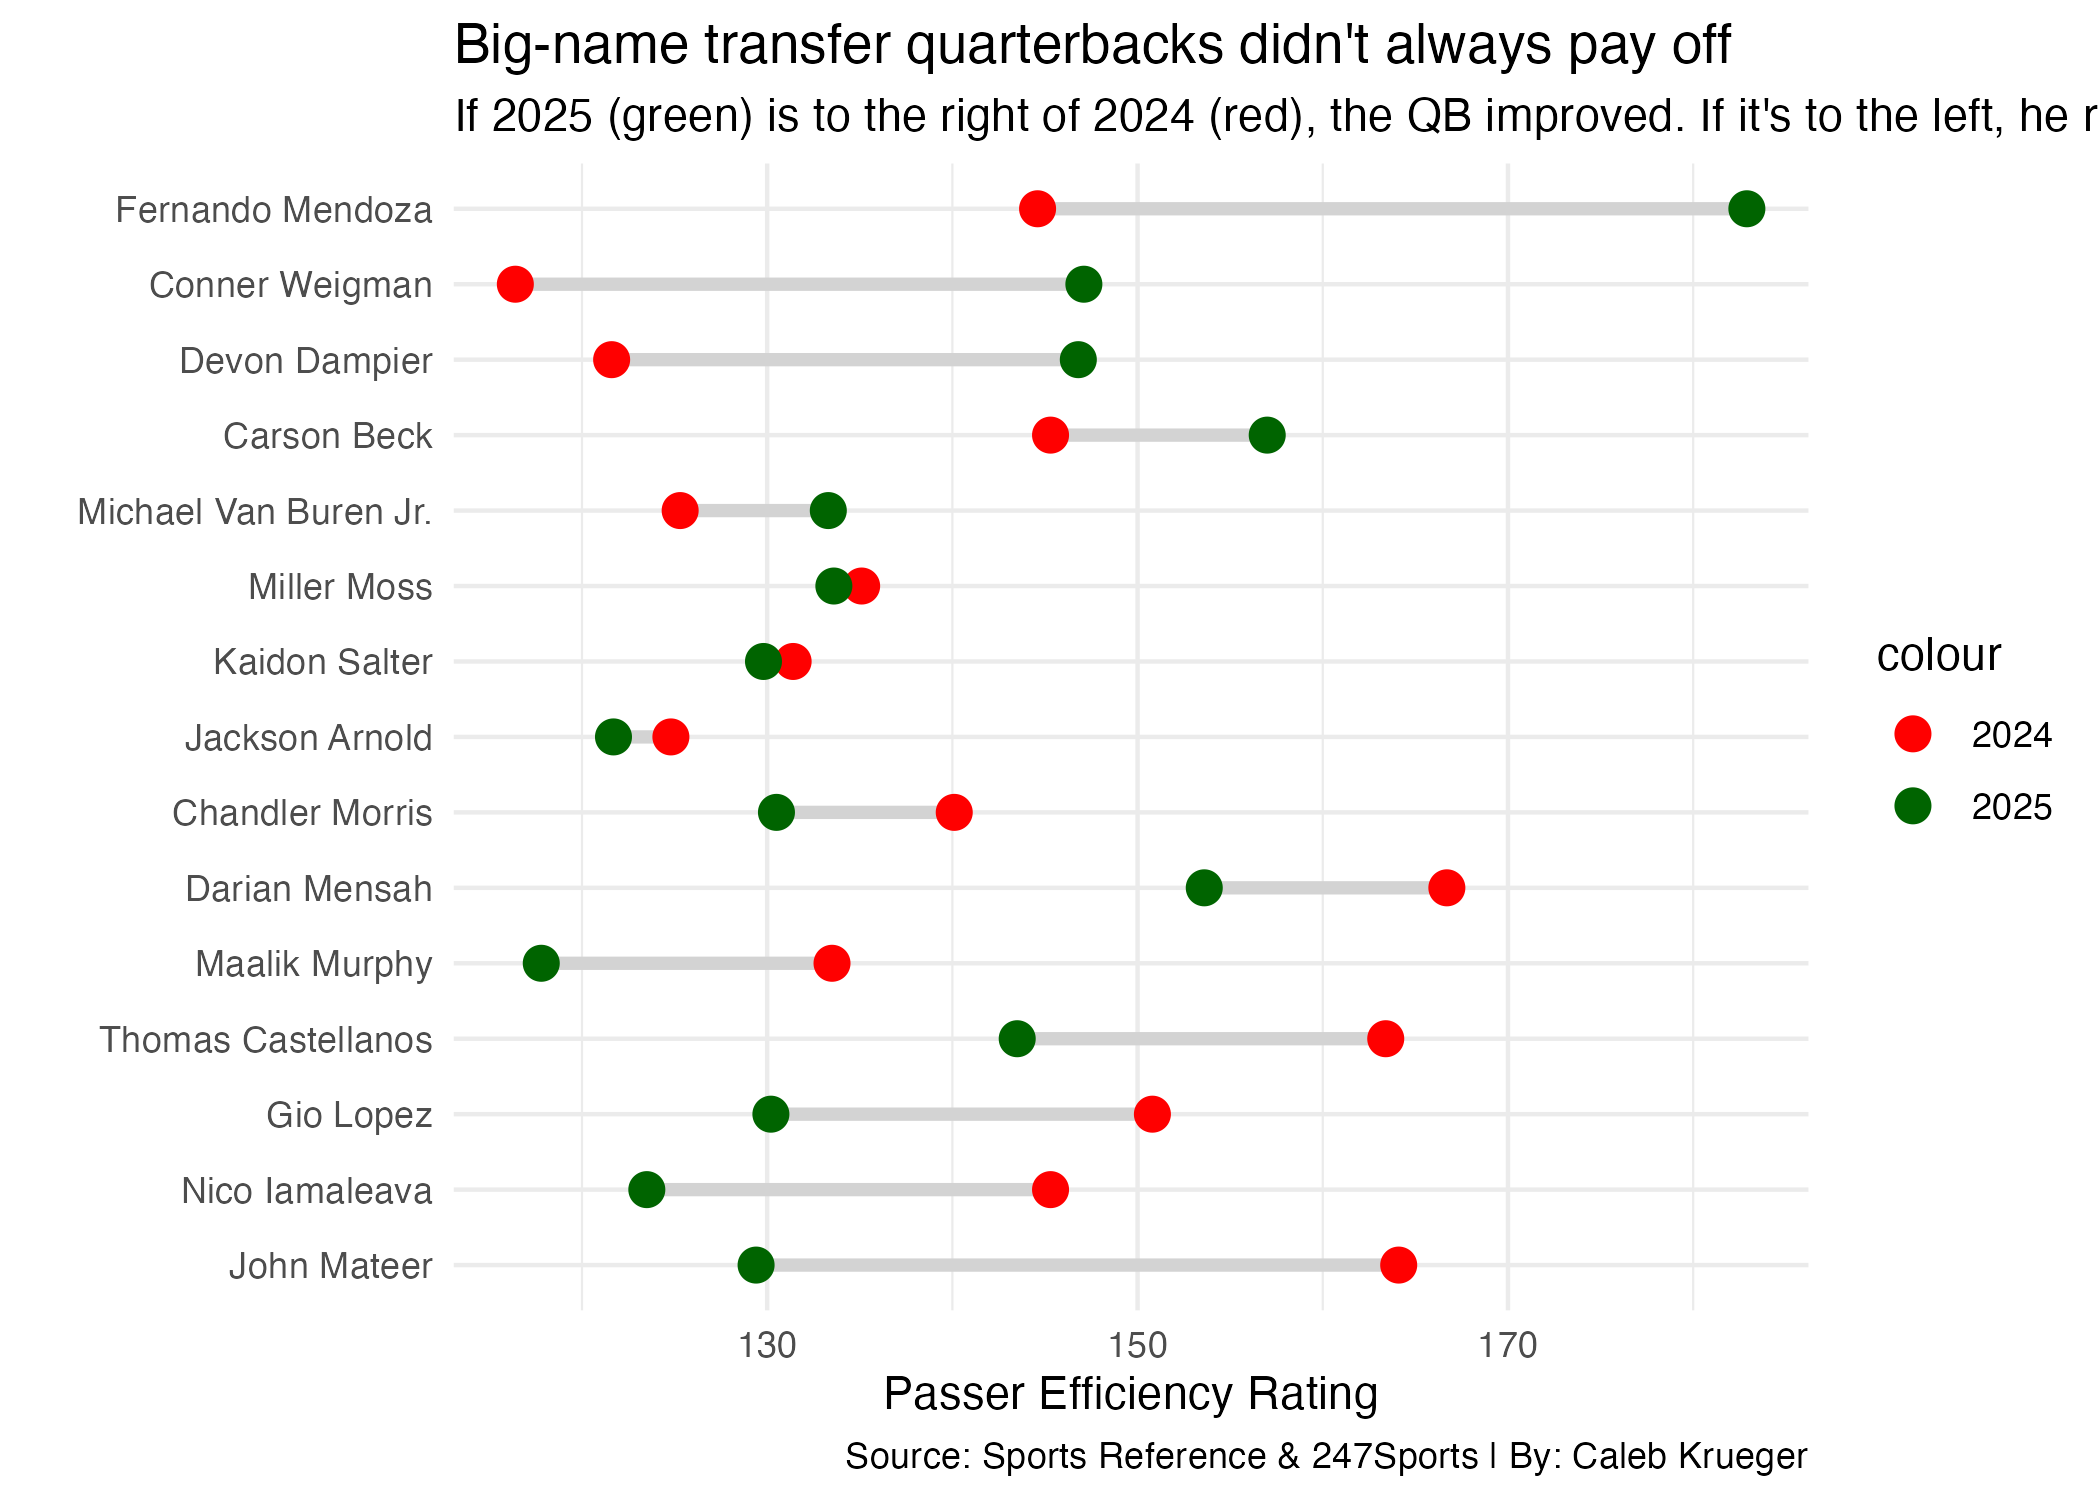 Big-name transfer quarterbacks didn't always pay off
If 2025 (green) is to the right of 2024 (red), the QB improved. If it's to the left, he r
Fernando Mendoza
Conner Weigman
Devon Dampier
Carson Beck
Michael Van Buren Jr.
Miller Moss
Kaidon Salter
Jackson Arnold
Chandler Morris
Darian Mensah
Maalik Murphy
Thomas Castellanos
Gio Lopez
Nico Iamaleava
John Mateer
colour
2024
2025
130 150 170
Passer Efficiency Rating
Source: Sports Reference & 247Sports | By: Caleb Krueger